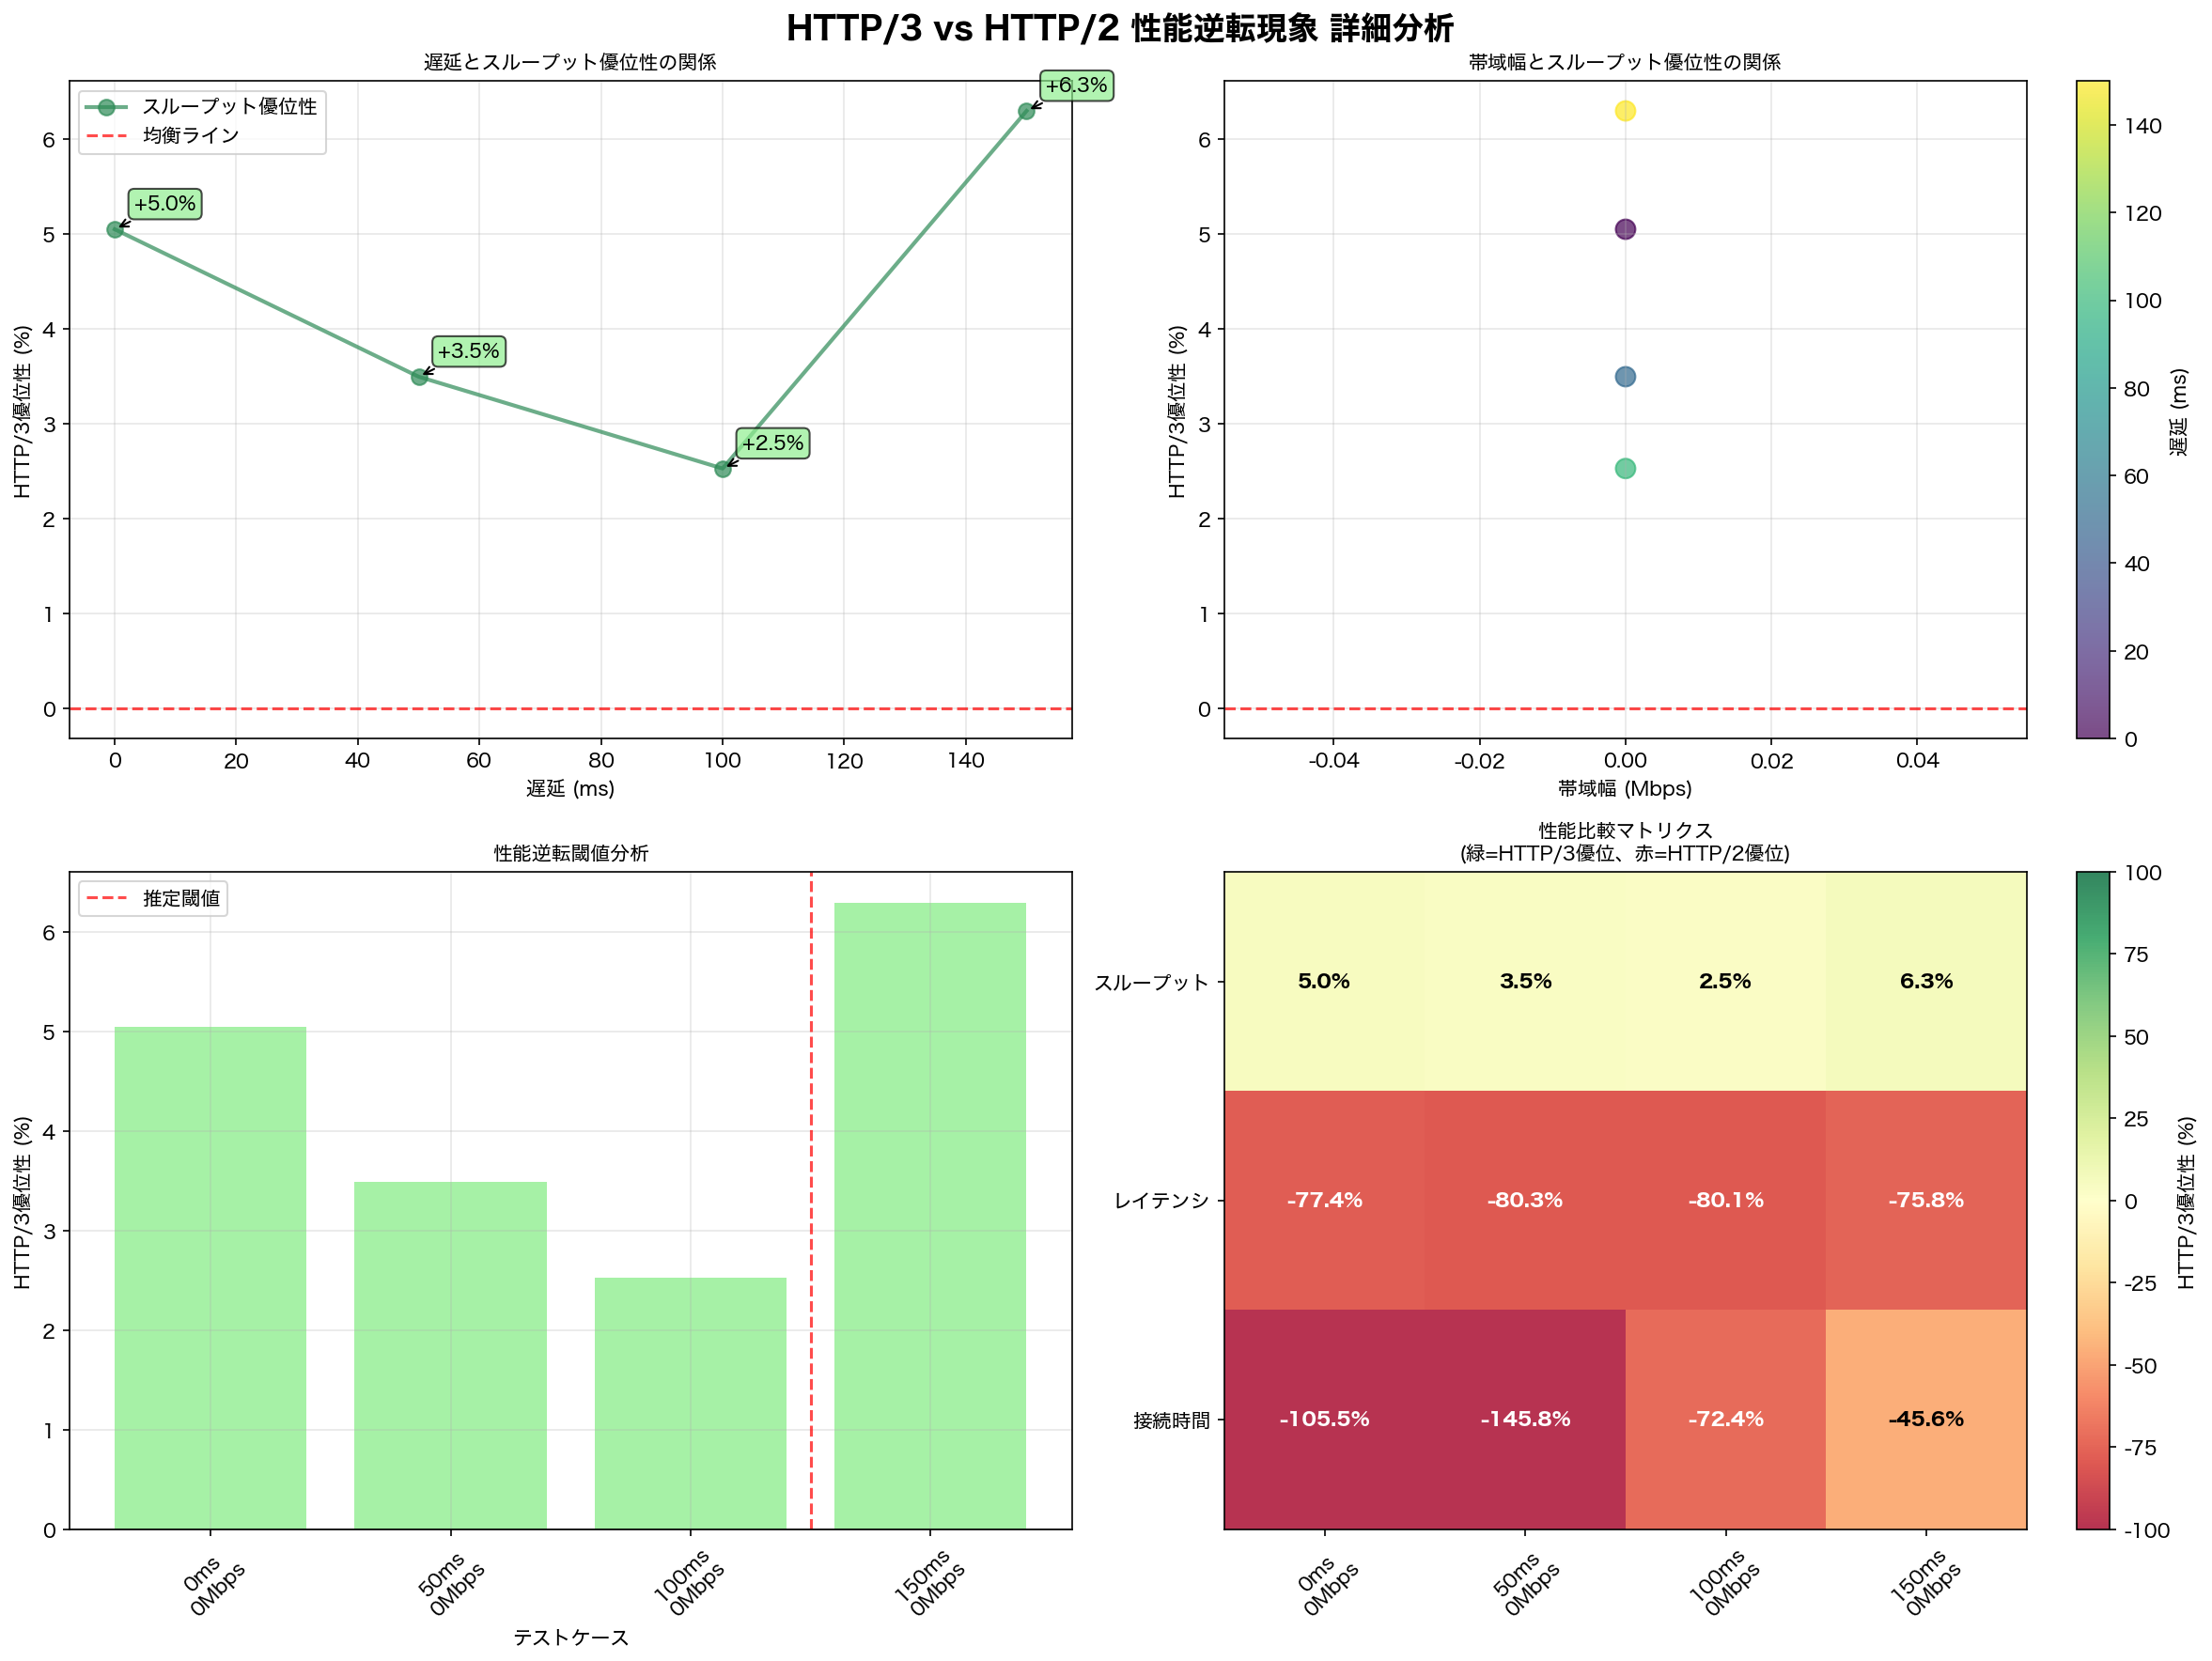 HTTP/3 vs HTTP/2 性能逆転現象 詳細分析
遅延とスループット優位性の関係
スループット優位性
均衡ライン
+5.0%
+3.5%
+2.5%
+6.3%
HTTP/3優位性 (%)
6
5
4
3
2
1
0
0
20
40
60
80
100
120
140
遅延 (ms)
帯域幅とスループット優位性の関係
HTTP/3優位性 (%)
6
5
4
3
2
1
0
-0.04
-0.02
0.00
0.02
0.04
帯域幅 (Mbps)
140
120
100
80
60
40
20
0
遅延 (ms)
性能逆転閾値分析
推定閾値
HTTP/3優位性 (%)
6
5
4
3
2
1
0
0ms
0Mbps
50ms
0Mbps
100ms
0Mbps
150ms
0Mbps
テストケース
性能比較マトリクス
(緑=HTTP/3優位、赤=HTTP/2優位)
スループット
5.0%
3.5%
2.5%
6.3%
レイテンシ
-77.4%
-80.3%
-80.1%
-75.8%
接続時間
-105.5%
-145.8%
-72.4%
-45.6%
0ms
0Mbps
50ms
0Mbps
100ms
0Mbps
150ms
0Mbps
100
75
50
25
0
-25
-50
-75
-100
HTTP/3優位性 (%)